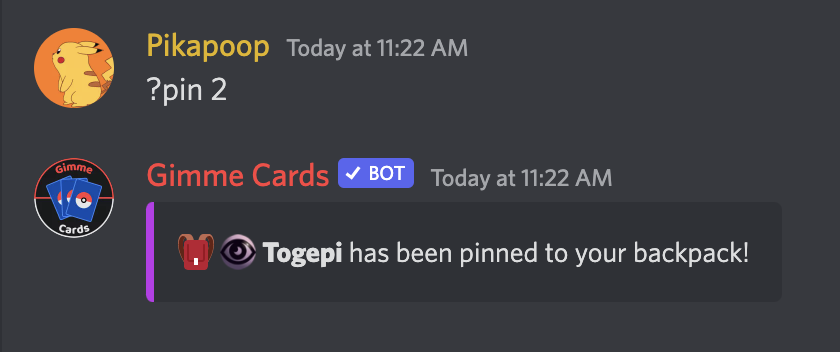 Pikapoop Today at 11:22 AM
?pin 2
Gimme
Cards
Gimme Cards ✓ BOT Today at 11:22 AM
Togepi has been pinned to your backpack!